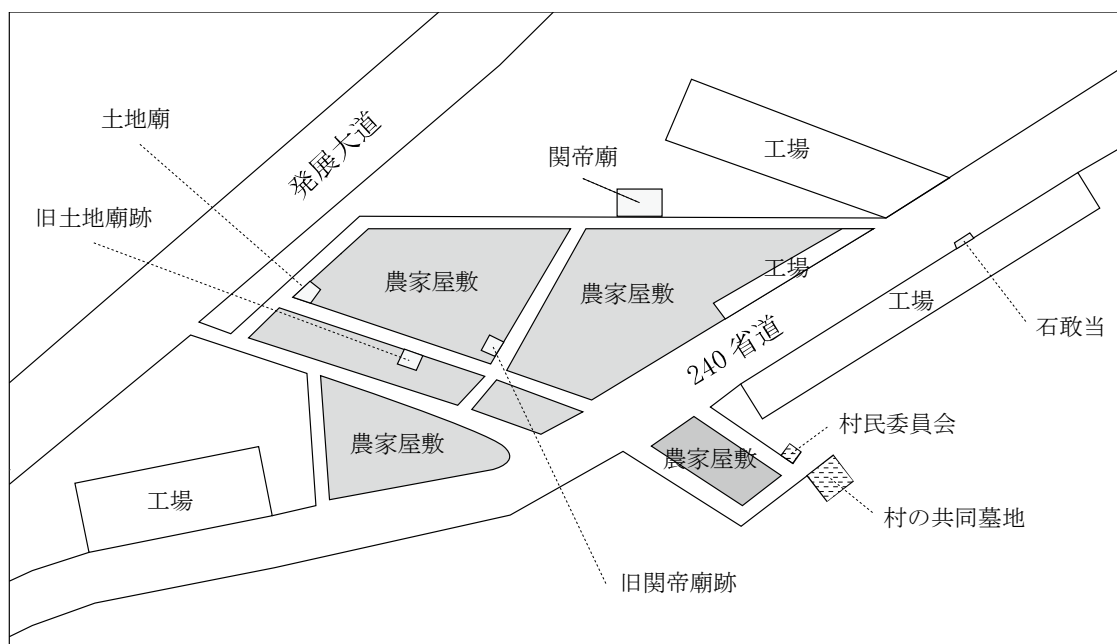 土地廟
発展大道
工場
関帝廟
旧土地廟跡
農家屋敷
農家屋敷
工場
工場
石敢当
240 省道
村民委員会
農家屋敷
農家屋敷
工場
村の共同墓地
旧関帝廟跡